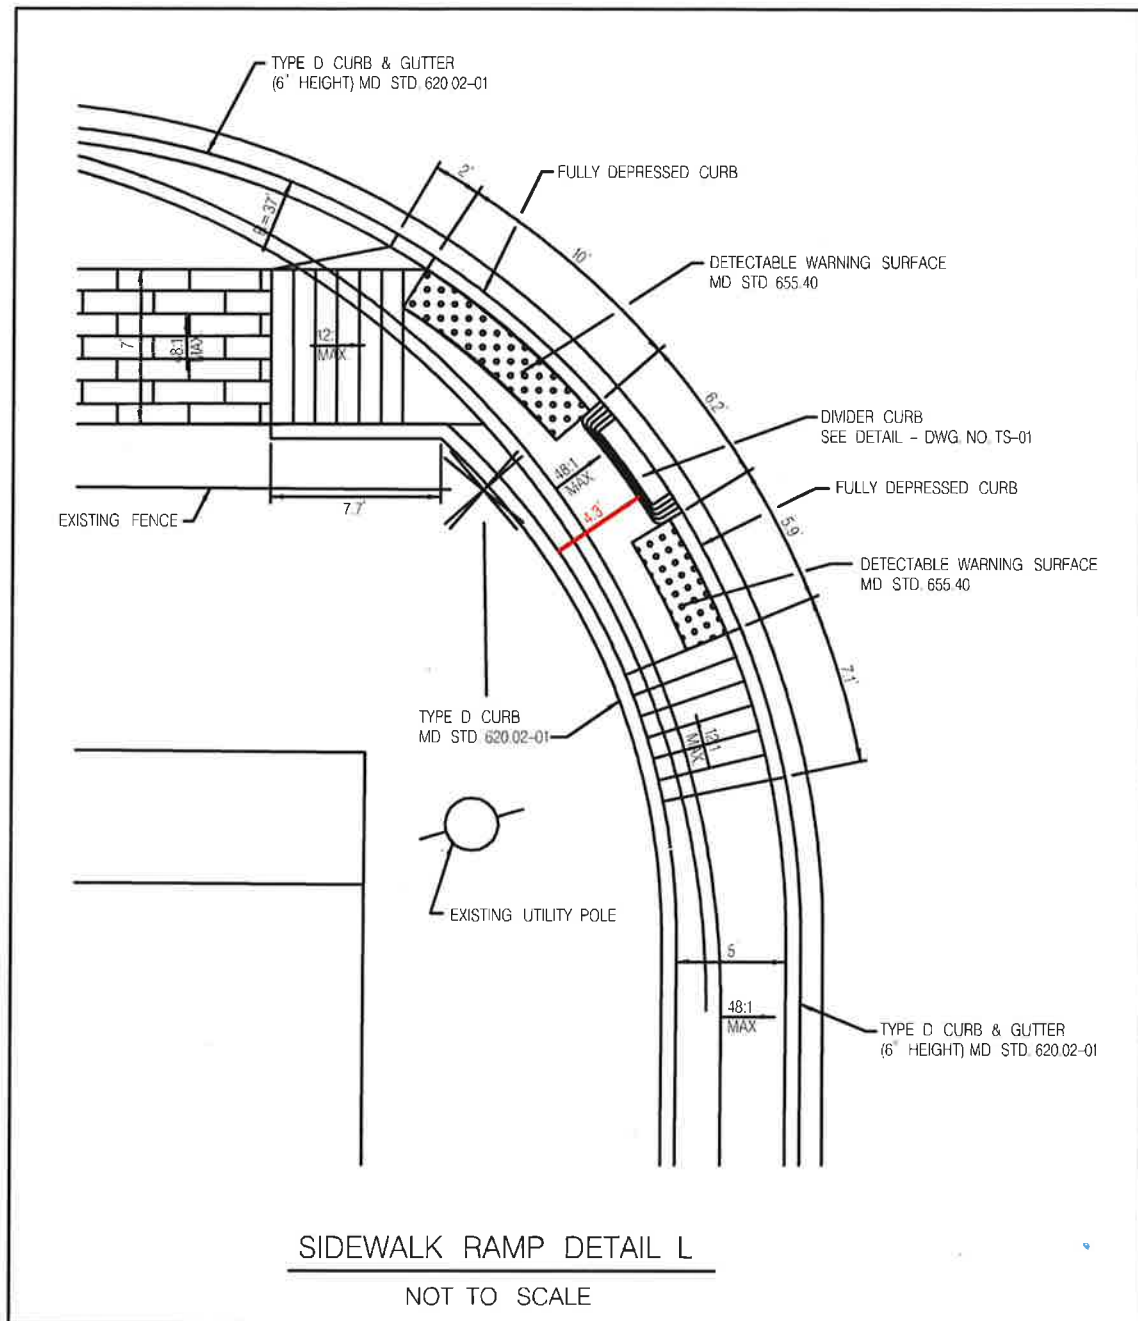 TYPE D CURB & GUTTER
(6" HEIGHT) MD STD. 620.02-01
2'
FULLY DEPRESSED CURB
R=37'
10'
DETECTABLE WARNING SURFACE
MD STD 655.40
7'
48:1
MAX
12:
MAX
6.2'
DIVIDER CURB
SEE DETAIL - DWG. NO. TS-01
48:1
MAX
FULLY DEPRESSED CURB
7.7'
4.3'
EXISTING FENCE
5.9'
DETECTABLE WARNING SURFACE
MD STD. 655.40
7.1'
TYPE D CURB
MD STD 620.02-01
12:1
MAX
EXISTING UTILITY POLE
5
48:1
MAX
TYPE D CURB & GUTTER
(6" HEIGHT) MD STD. 620.02-01
SIDEWALK RAMP DETAIL L
NOT TO SCALE